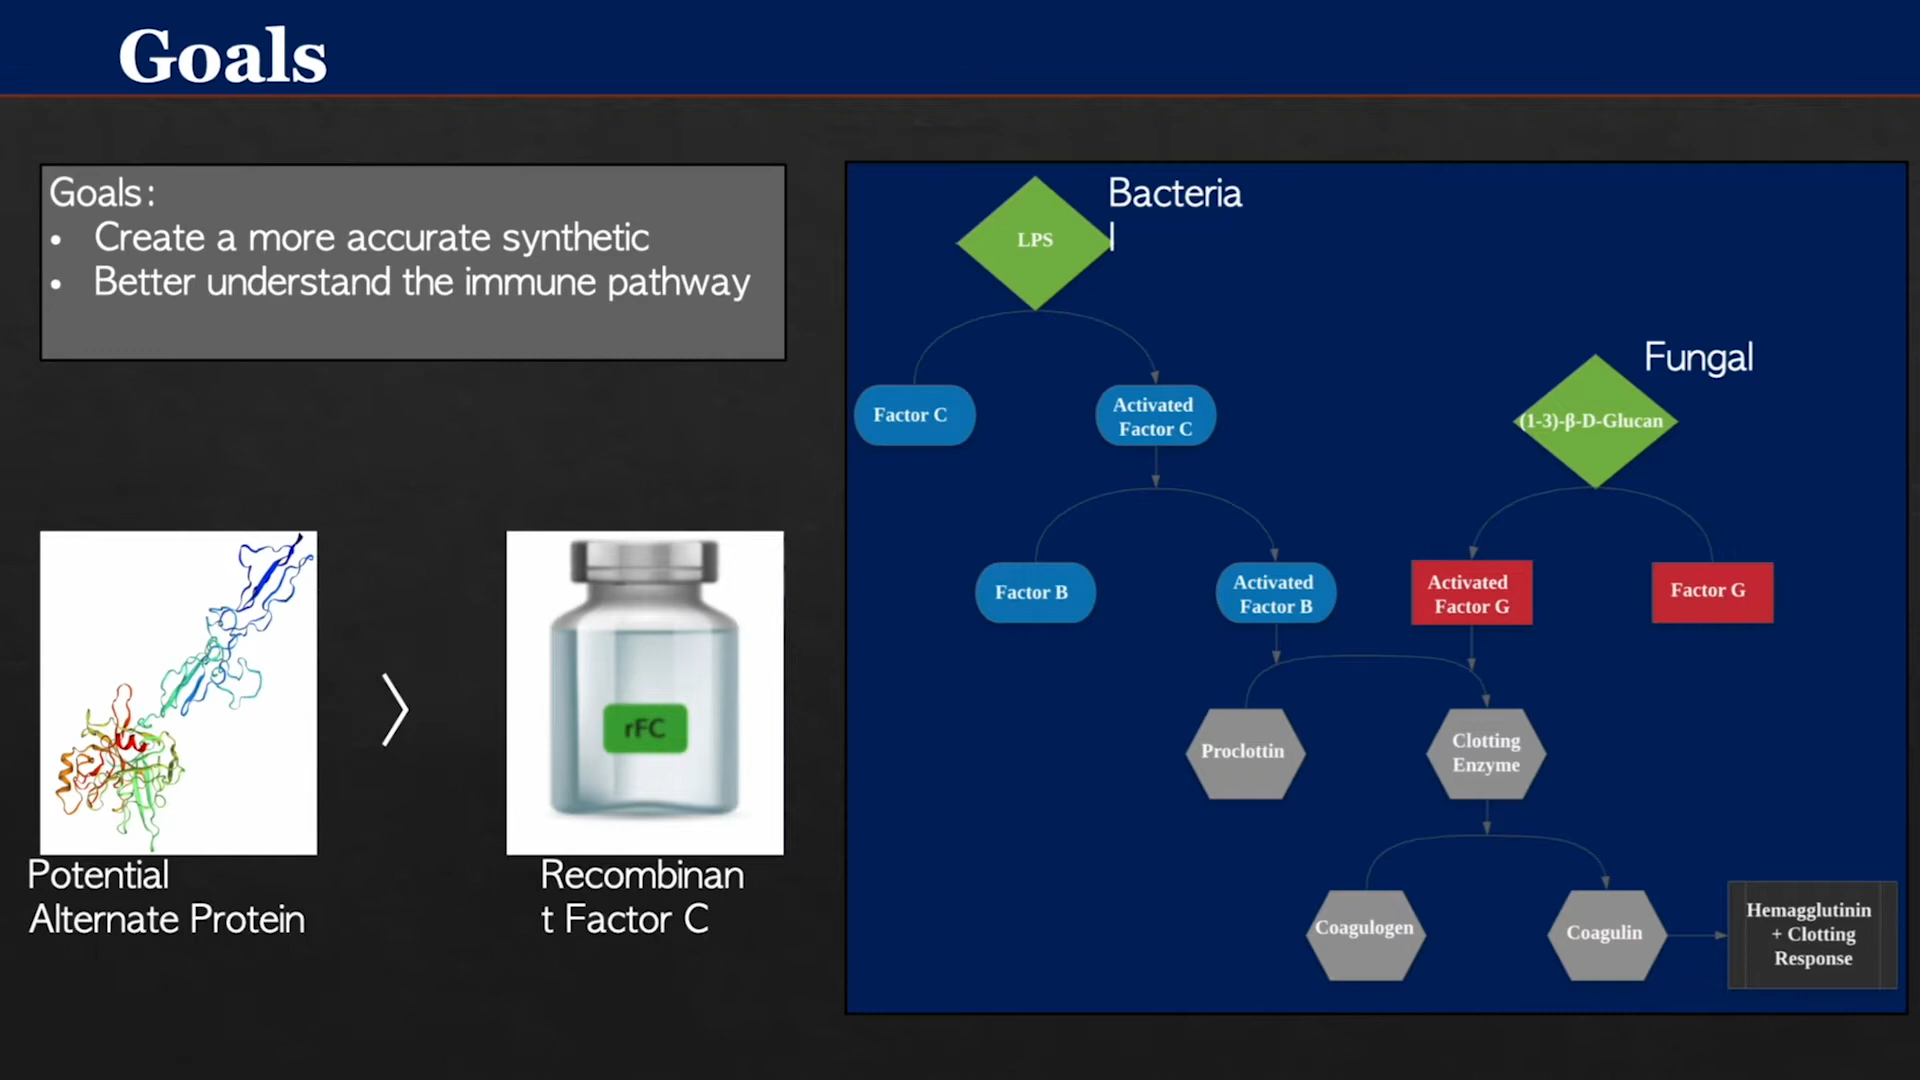 Goals
Goals:
• Create a more accurate synthetic
• Better understand the immune pathway
Potential
Alternate Protein
〉
rFC
Recombinan
t Factor C
Bacteria
l
LPS
Factor C
Activated
Factor C
Fungal
(1-3)-β-D-Glucan
Factor B
Activated
Factor B
Activated
Factor G
Factor G
Proclottin
Clotting
Enzyme
Coagulogen
Coagulin
Hemagglutinin
+ Clotting
Response